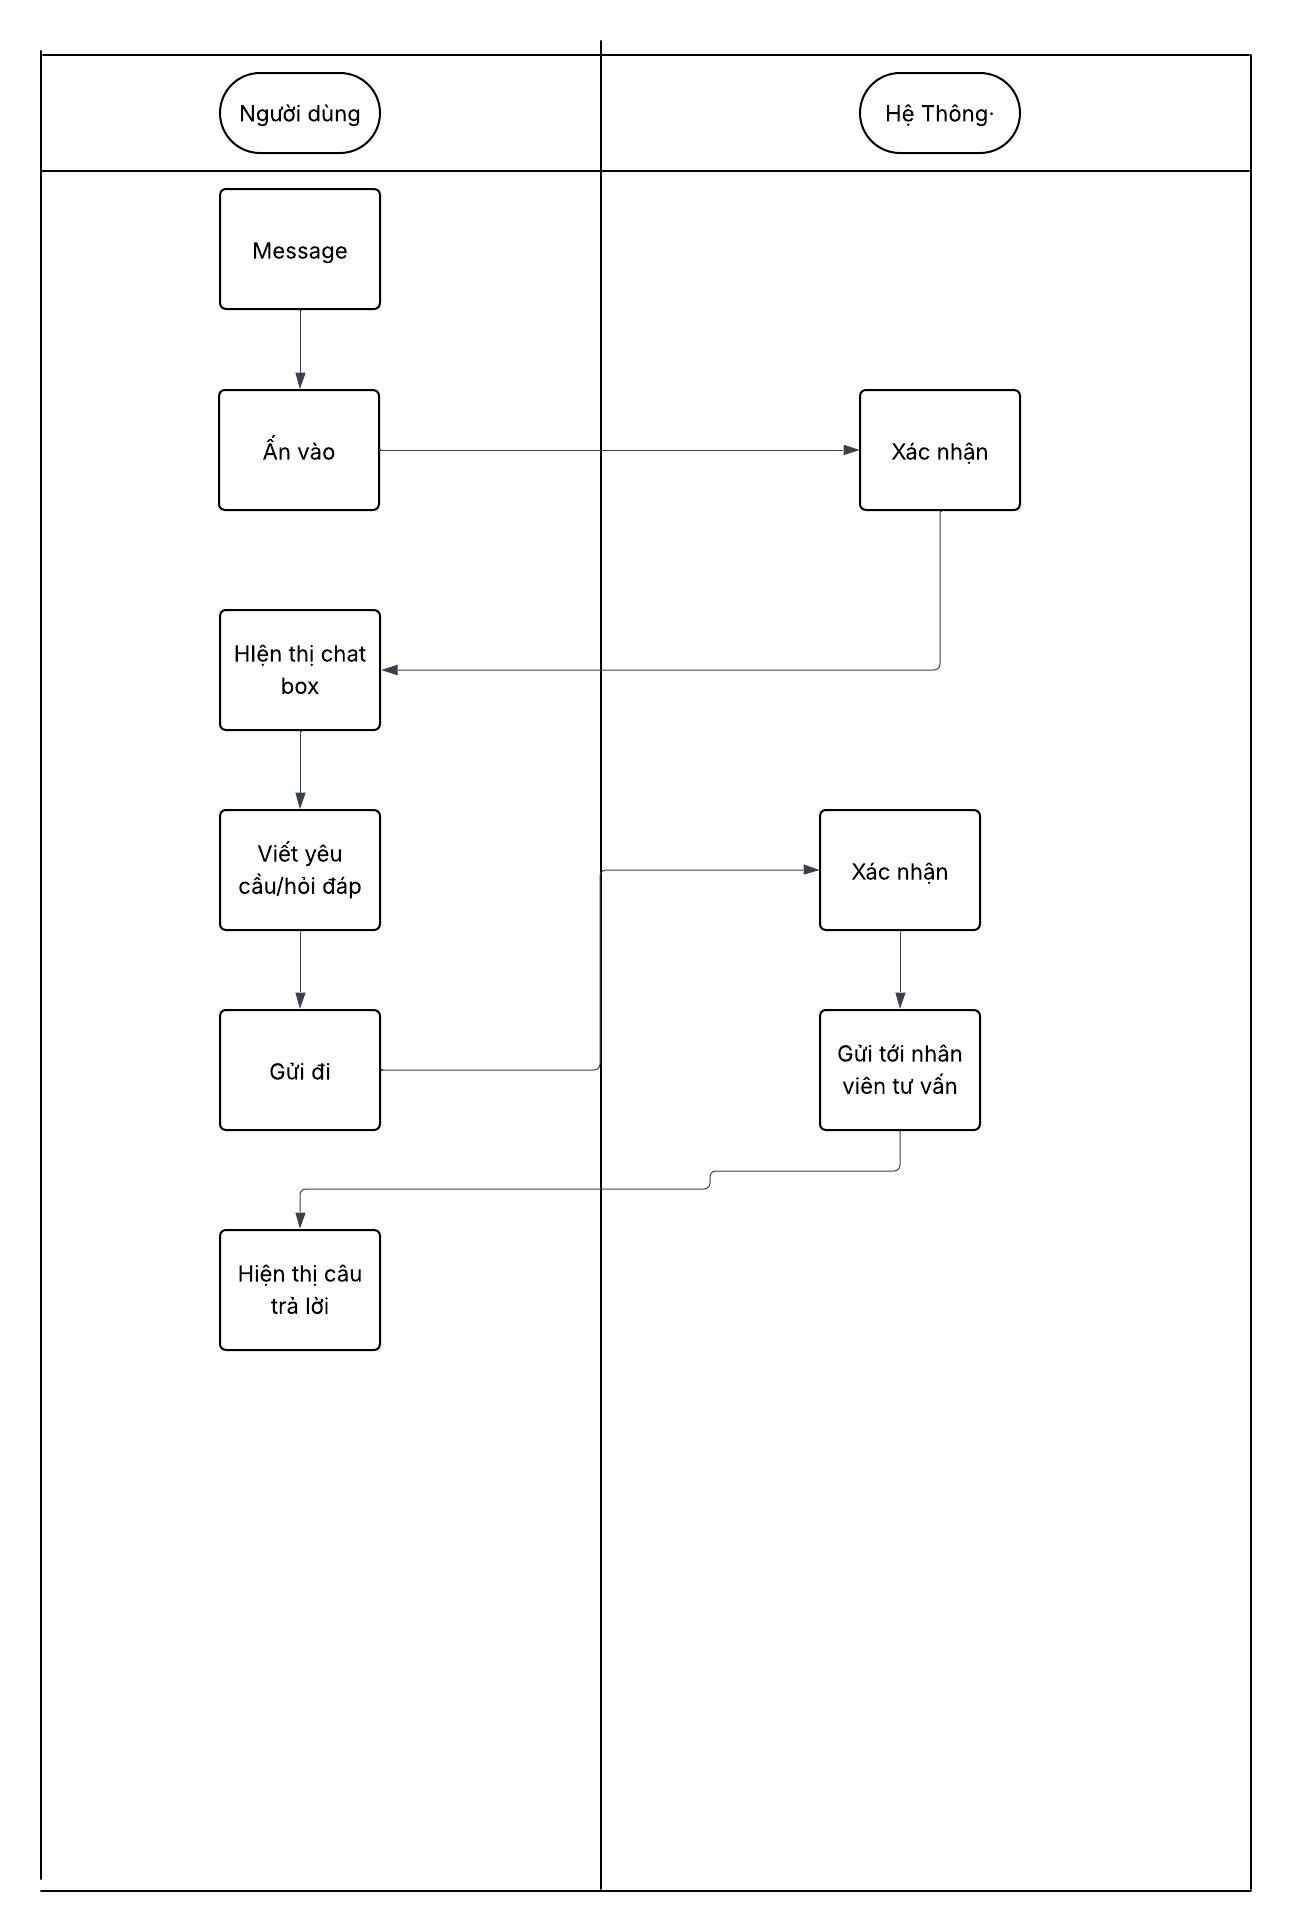 Người dùng
Hệ Thông·
Message
Ấn vào
Xác nhận
HIện thị chat
box
Viết yêu
cầu/hỏi đáp
Xác nhận
Gửi đi
Gửi tới nhân
viên tư vấn
Hiện thị câu
trả lời